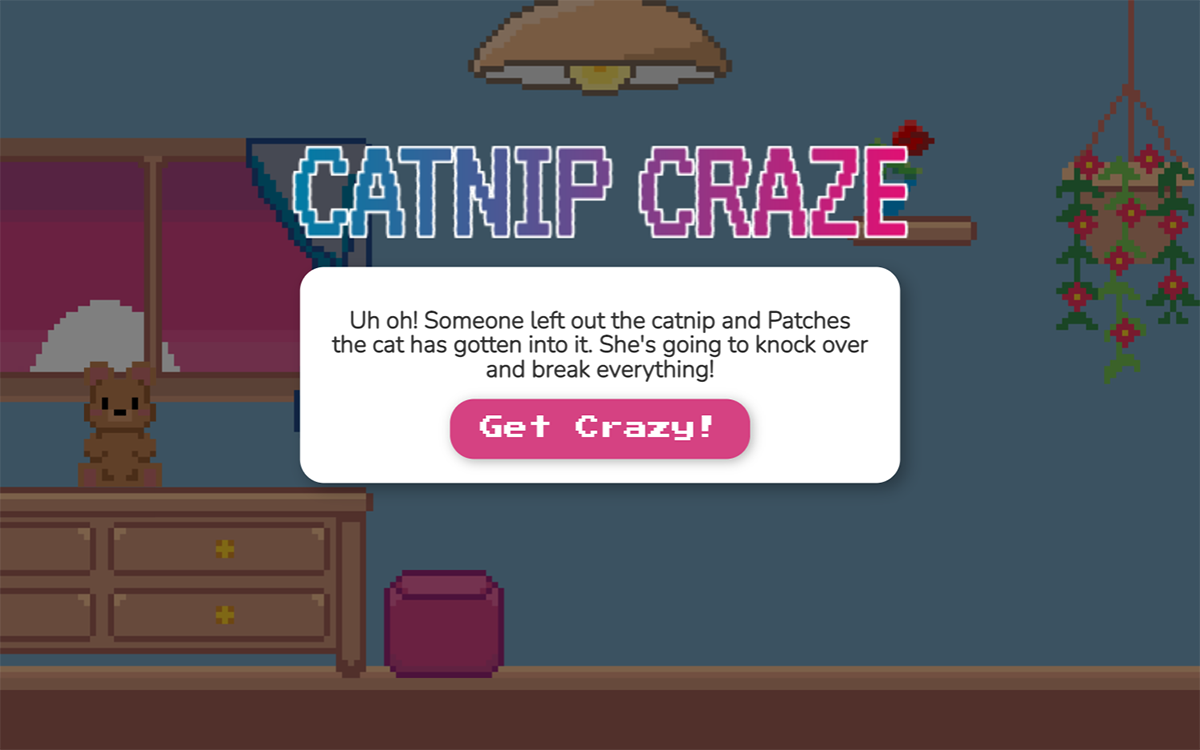 CATNIP CRAZE
Uh oh! Someone left out the catnip and Patches
the cat has gotten into it. She's going to knock over
and break everything!
Get Crazy!